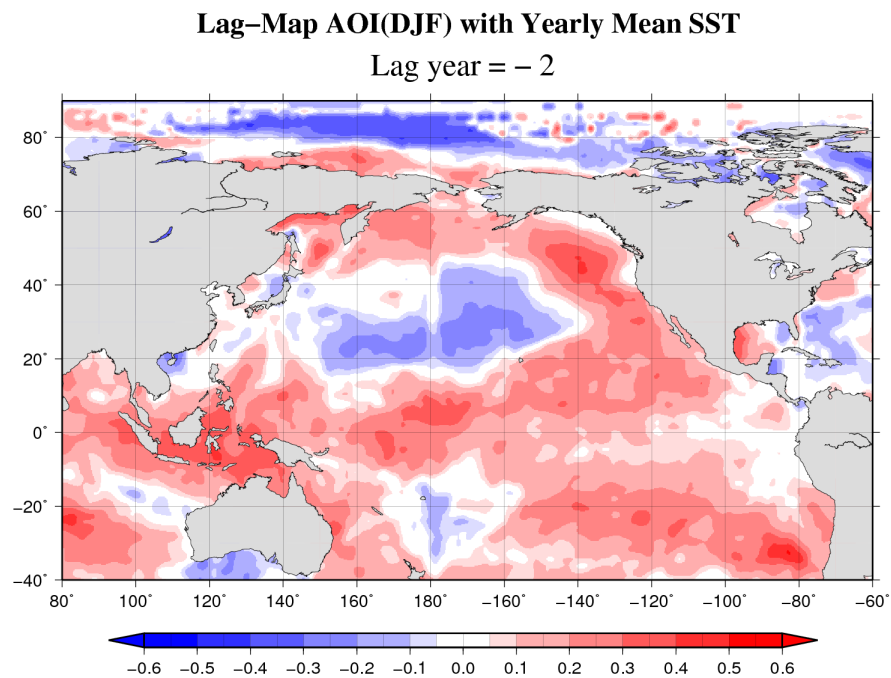 Lag−Map AOI(DJF) with Yearly Mean SST
Lag year = − 2
80˚
60˚
40˚
20˚
0˚
−20˚
−40˚
80 100 120 140 160 180 −160˚ −140˚ −120˚ −100˚ −80˚ −60˚
−0.6 −0.5 −0.4 −0.3 −0.2 −0.1 0.0 0.1 0.2 0.3 0.4 0.5 0.6